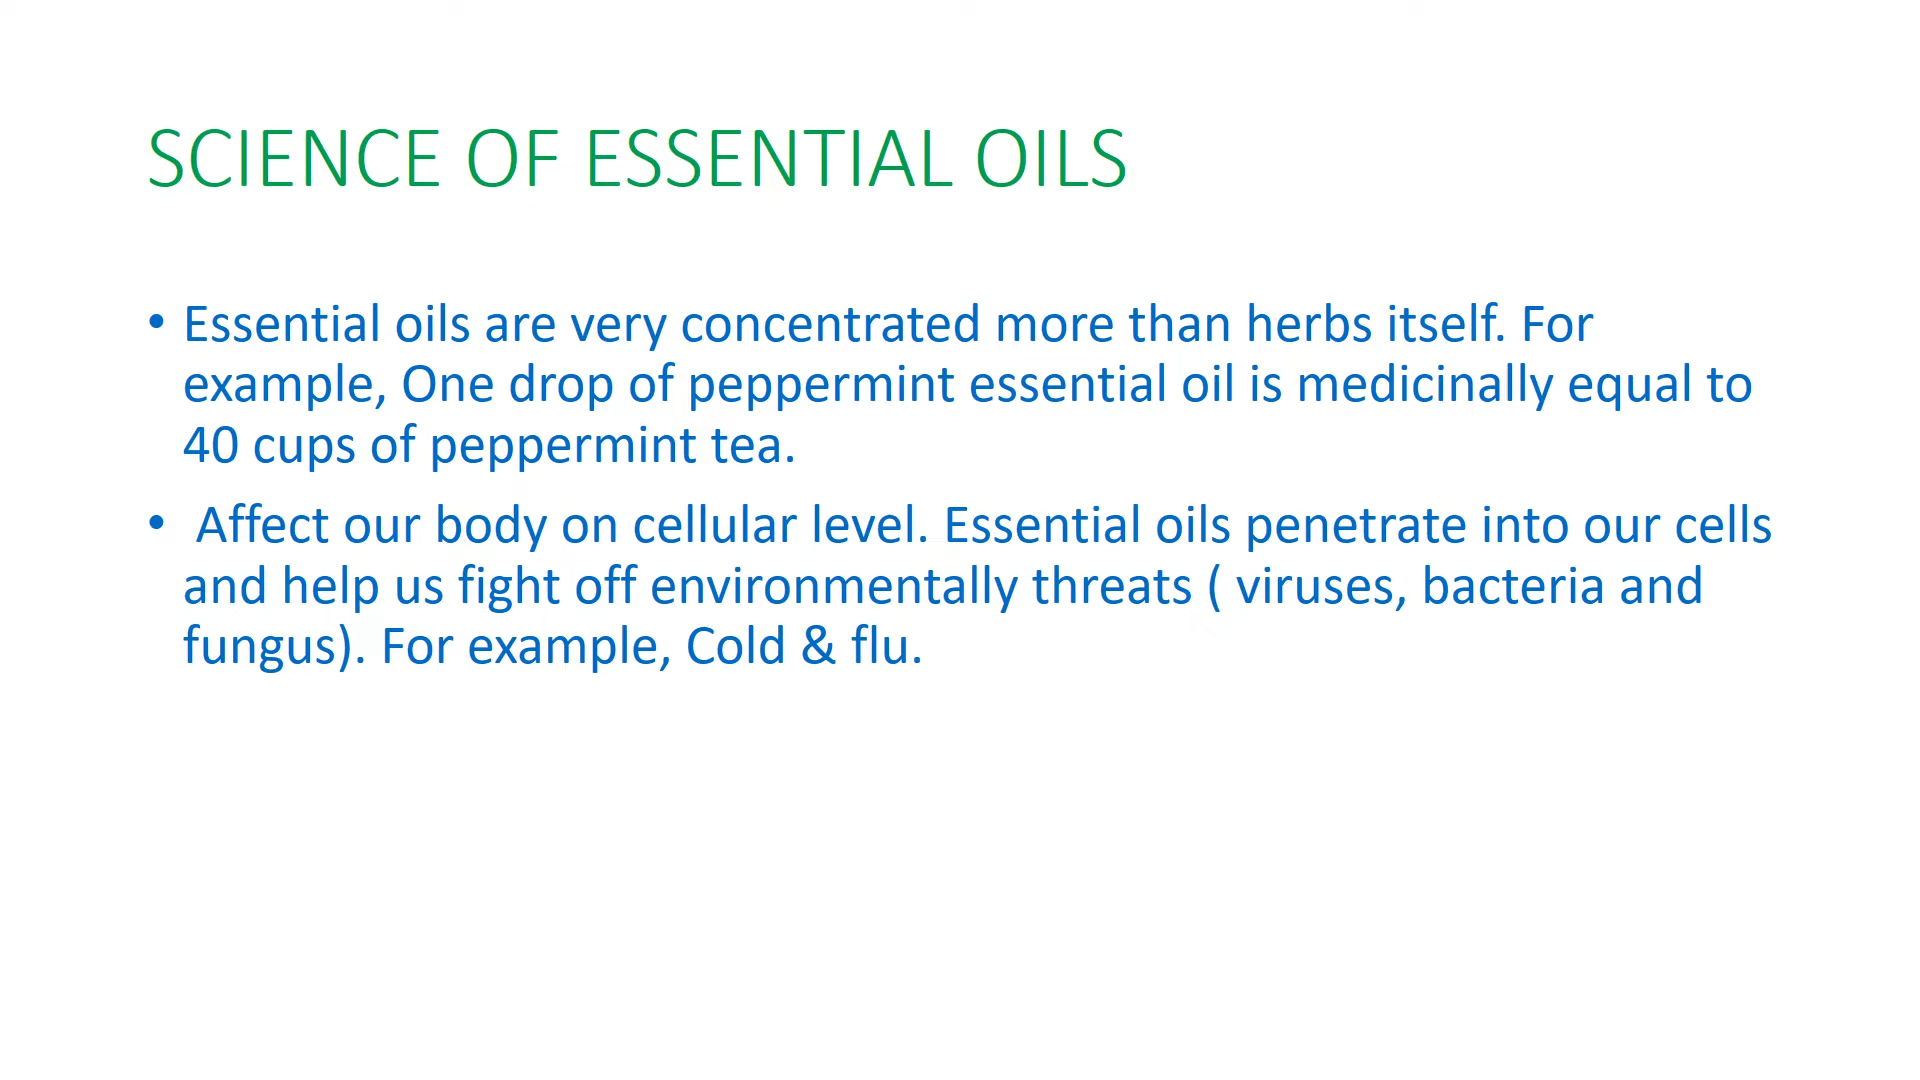 SCIENCE OF ESSENTIAL OILS
• Essential oils are very concentrated more than herbs itself. For
example, One drop of peppermint essential oil is medicinally equal to
40 cups of peppermint tea.
• Affect our body on cellular level. Essential oils penetrate into our cells
and help us fight off environmentally threats ( viruses, bacteria and
fungus). For example, Cold & flu.